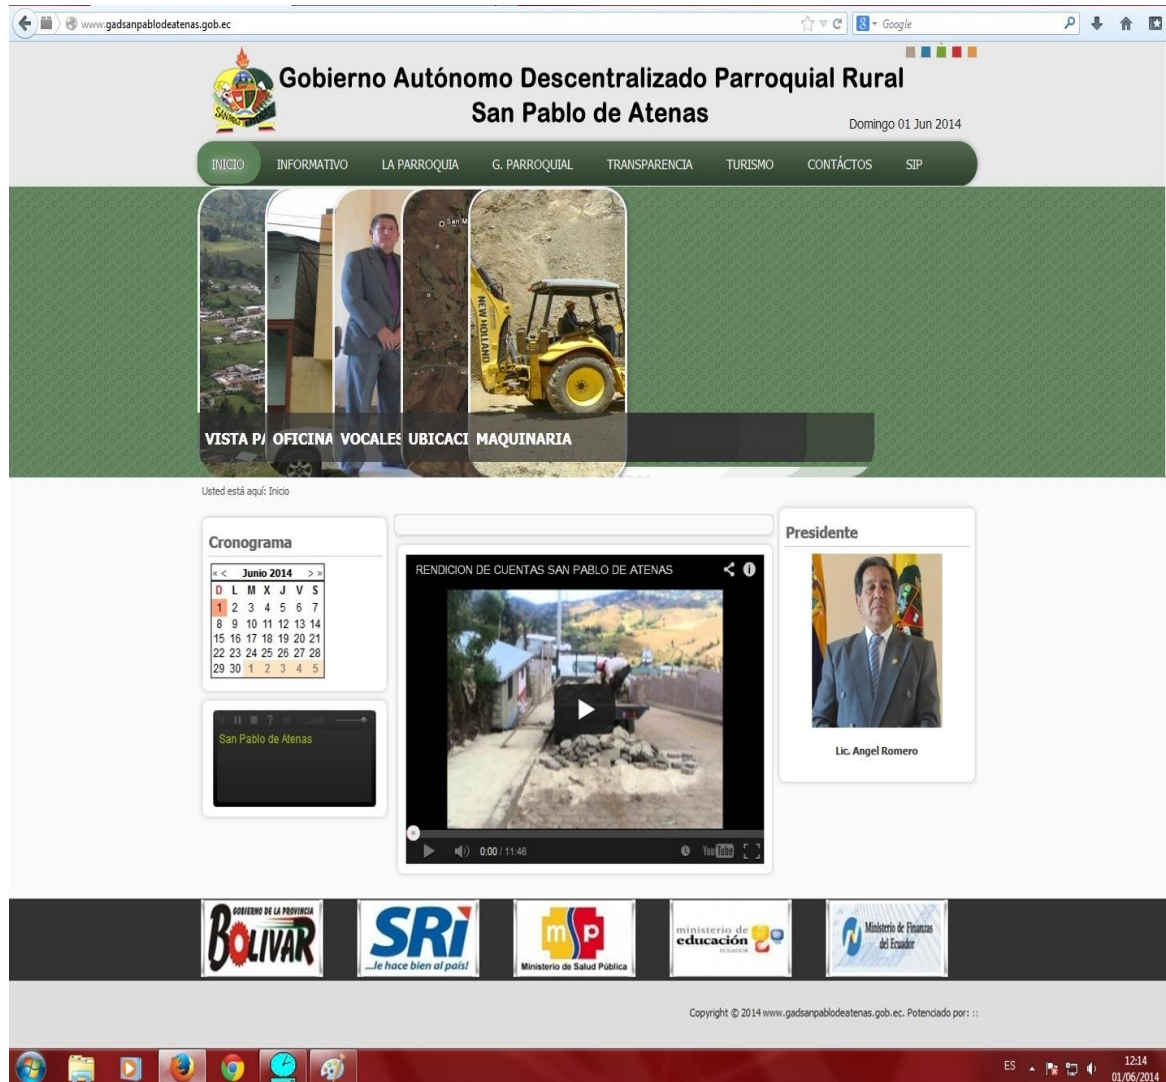 www.gadsanpablodeatenas.gob.ec
Google
Gobierno Autónomo Descentralizado Parroquial Rural
San Pablo de Atenas
Domingo 01 Jun 2014
INICIO INFORMATIVO LA PARROQUIA G. PARROQUIAL TRANSPARENCIA TURISMO CONTÁCTOS SIP
San M
NEW HOLLAND
VISTA PA OFICINA VOCALES UBICACI MAQUINARIA
Usted está aquí: Inicio
Cronograma
« < Junio 2014 > »
D L M X J V S
1 2 3 4 5 6 7
8 9 10 11 12 13 14
15 16 17 18 19 20 21
22 23 24 25 26 27 28
29 30 1 2 3 4 5
San Pablo de Atenas
RENDICION DE CUENTAS SAN PABLO DE ATENAS
0:00 / 11:46
YouTube
Presidente
Lic. Angel Romero
GOBIERNO DE LA PROVINCIA
BOLIVAR
SRi
...le hace bien al país!
msp
Ministerio de Salud Pública
ministerio de
educación
ECUADOR
Ministerio de Finanzas
del Ecuador
Copyright © 2014 www.gadsanpablodeatenas.gob.ec. Potenciado por: ::
ES
12:14
01/06/2014